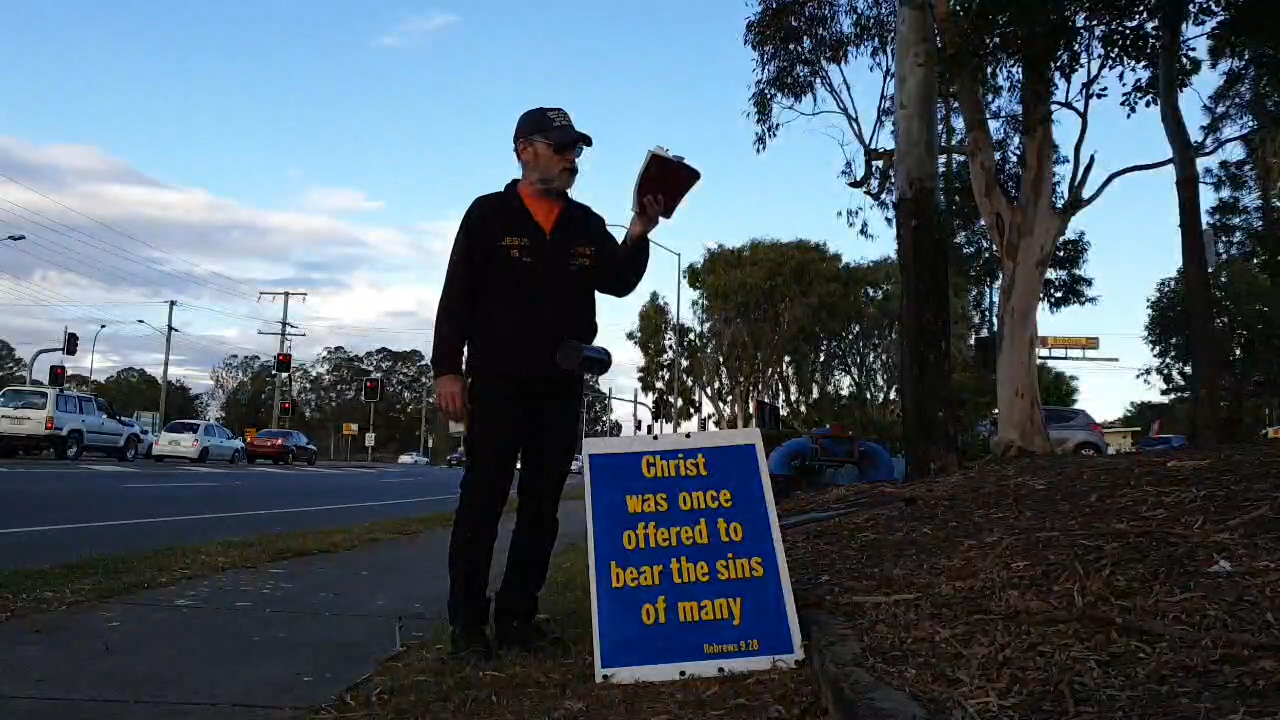 JESUS
IS
Christ
was once
offered to
bear the sins
of many
Hebrews 9.28